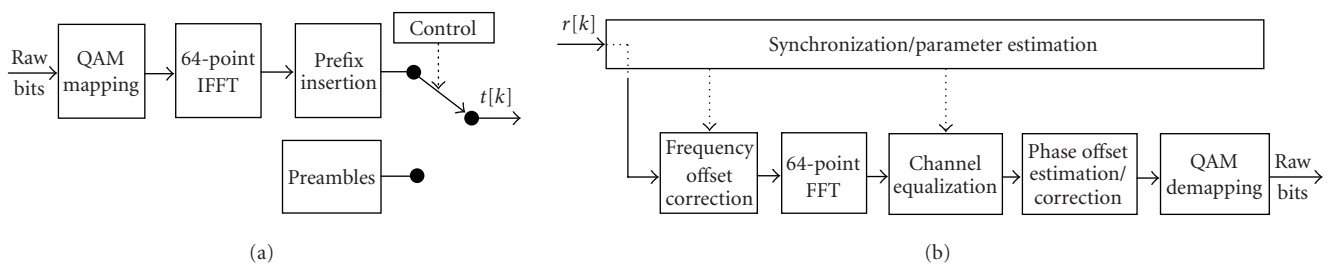 Raw
bits
QAM
mapping
64-point
IFFT
Prefix
insertion
Control
t[k]
Preambles
(a)
r[k]
Synchronization/parameter estimation
Frequency
offset
correction
64-point
FFT
Channel
equalization
Phase offset
estimation/
correction
QAM
demapping
Raw
bits
(b)